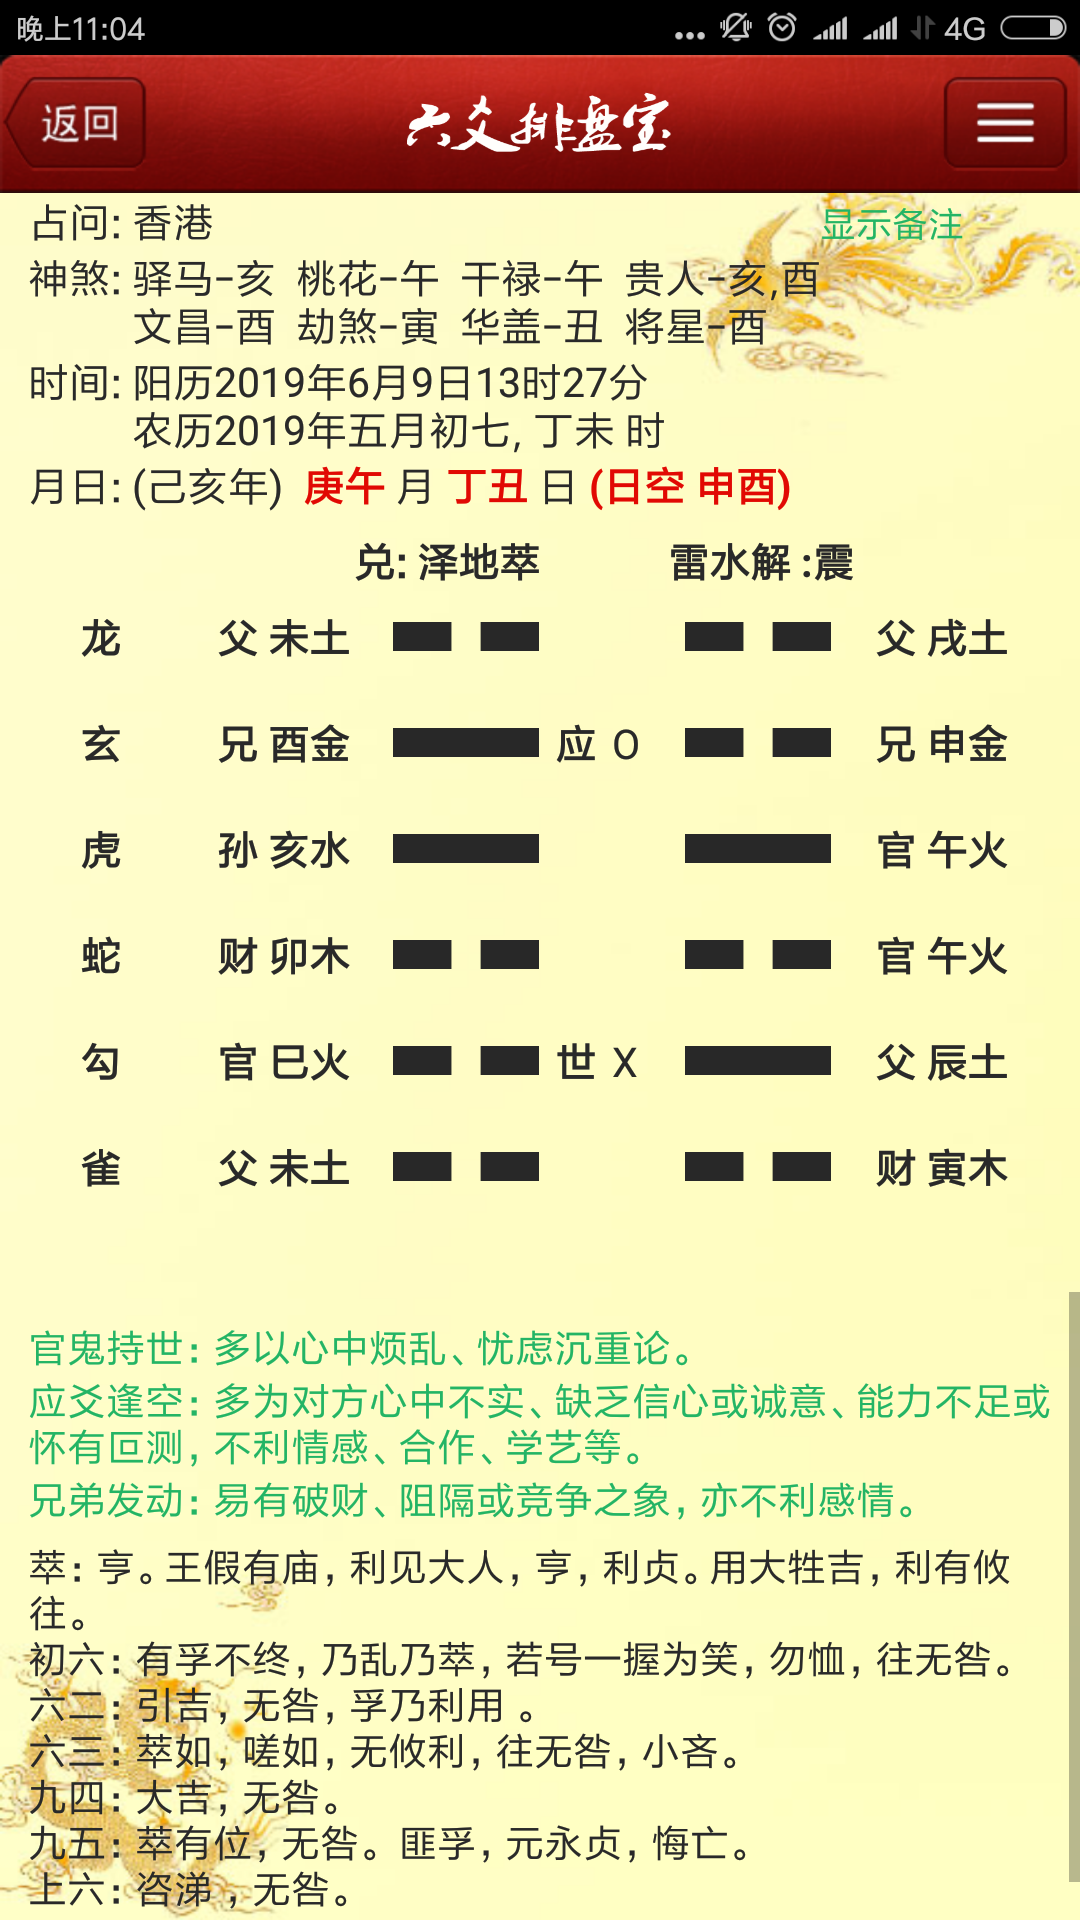 晚上11:04
4G
返回
六爻排盘宝
占问: 香港
显示备注
神煞: 驿马-亥 桃花-午 干禄-午 贵人-亥,酉
文昌-酉 劫煞-寅 华盖-丑 将星-酉
时间: 阳历2019年6月9日13时27分
农历2019年五月初七, 丁未 时
月日: (己亥年) 庚午 月 丁丑 日 (日空 申酉)
兑: 泽地萃 雷水解 :震
龙 父 未土 父 戌土
玄 兄 酉金 应 O 兄 申金
虎 孙 亥水 官 午火
蛇 财 卯木 官 午火
勾 官 巳火 世 X 父 辰土
雀 父 未土 财 寅木
官鬼持世：多以心中烦乱、忧虑沉重论。
应爻逢空：多为对方心中不实、缺乏信心或诚意、能力不足或
怀有叵测，不利情感、合作、学艺等。
兄弟发动：易有破财、阻隔或竞争之象，亦不利感情。
萃：亨。王假有庙，利见大人，亨，利贞。用大牲吉，利有攸
往。
初六：有孚不终，乃乱乃萃，若号一握为笑，勿恤，往无咎。
六二：引吉，无咎，孚乃利用 。
六三：萃如，嗟如，无攸利，往无咎，小吝。
九四：大吉，无咎。
九五：萃有位，无咎。匪孚，元永贞，悔亡。
上六：咨涕 ，无咎。